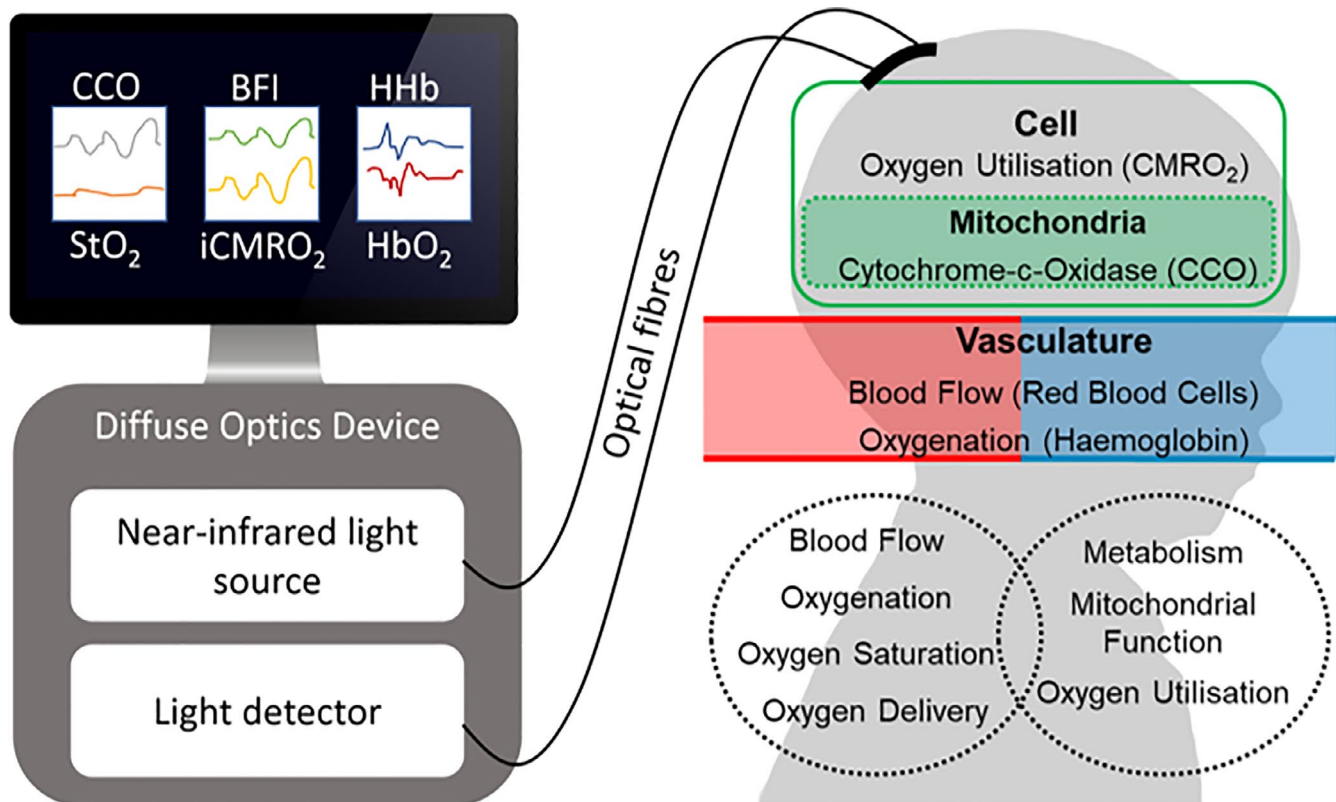 CCO
BFI
HHb
StO₂
iCMRO₂
HbO₂
Diffuse Optics Device
Near-infrared light
source
Light detector
Optical fibres
Cell
Oxygen Utilisation (CMRO₂)
Mitochondria
Cytochrome-c-Oxidase (CCO)
Vasculature
Blood Flow (Red Blood Cells)
Oxygenation (Haemoglobin)
Blood Flow
Oxygenation
Oxygen Saturation
Oxygen Delivery
Metabolism
Mitochondrial
Function
Oxygen Utilisation